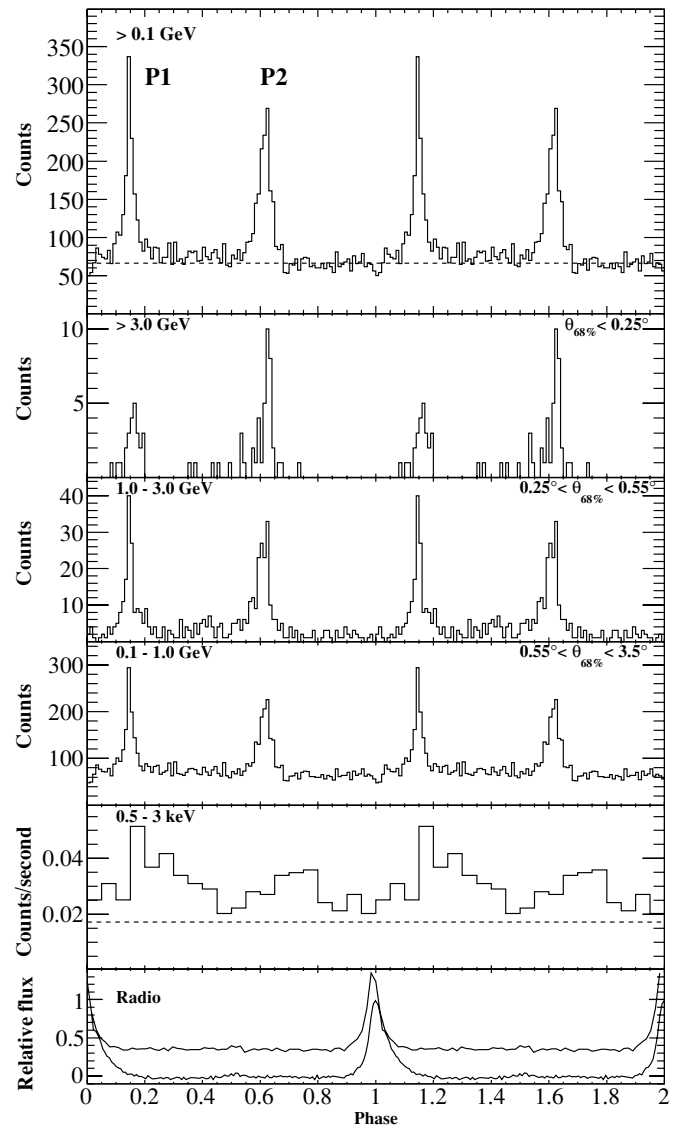 > 0.1 GeV
P1
P2
350
300
250
200
150
100
50
Counts
> 3.0 GeV
θ68% < 0.25°
10
5
Counts
1.0 - 3.0 GeV
0.25° < θ68% < 0.55°
40
30
20
10
Counts
0.1 - 1.0 GeV
0.55° < θ68% < 3.5°
300
200
100
Counts
0.5 - 3 keV
0.04
0.02
Counts/second
Radio
1
0.5
0
Relative flux
0 0.2 0.4 0.6 0.8 1 1.2 1.4 1.6 1.8 2
Phase